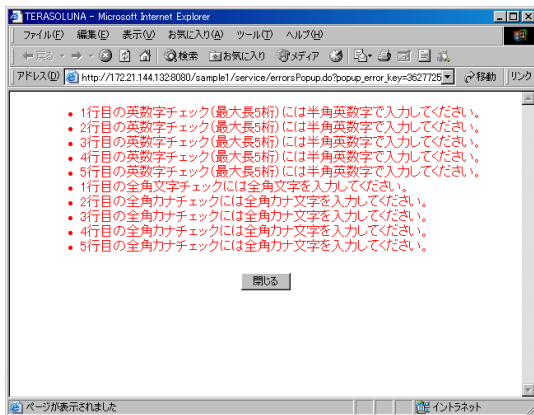 TERASOLUNA - Microsoft Internet Explorer
ファイル(F) 編集(E) 表示(V) お気に入り(A) ツール(T) ヘルプ(H)
戻る 検索 お気に入り メディア
アドレス(D) http://172.21.144.132:8080/sample1/service/errorsPopup.do?popup_error_key=3627725 移動 リンク
• 1行目の英数字チェック(最大長5桁)には半角英数字で入力してください。
• 2行目の英数字チェック(最大長5桁)には半角英数字で入力してください。
• 3行目の英数字チェック(最大長5桁)には半角英数字で入力してください。
• 4行目の英数字チェック(最大長5桁)には半角英数字で入力してください。
• 5行目の英数字チェック(最大長5桁)には半角英数字で入力してください。
• 1行目の全角文字チェックには全角文字を入力してください。
• 2行目の全角カナチェックには全角カナ文字を入力してください。
• 3行目の全角カナチェックには全角カナ文字を入力してください。
• 4行目の全角カナチェックには全角カナ文字を入力してください。
• 5行目の全角カナチェックには全角カナ文字を入力してください。
閉じる
ページが表示されました イントラネット